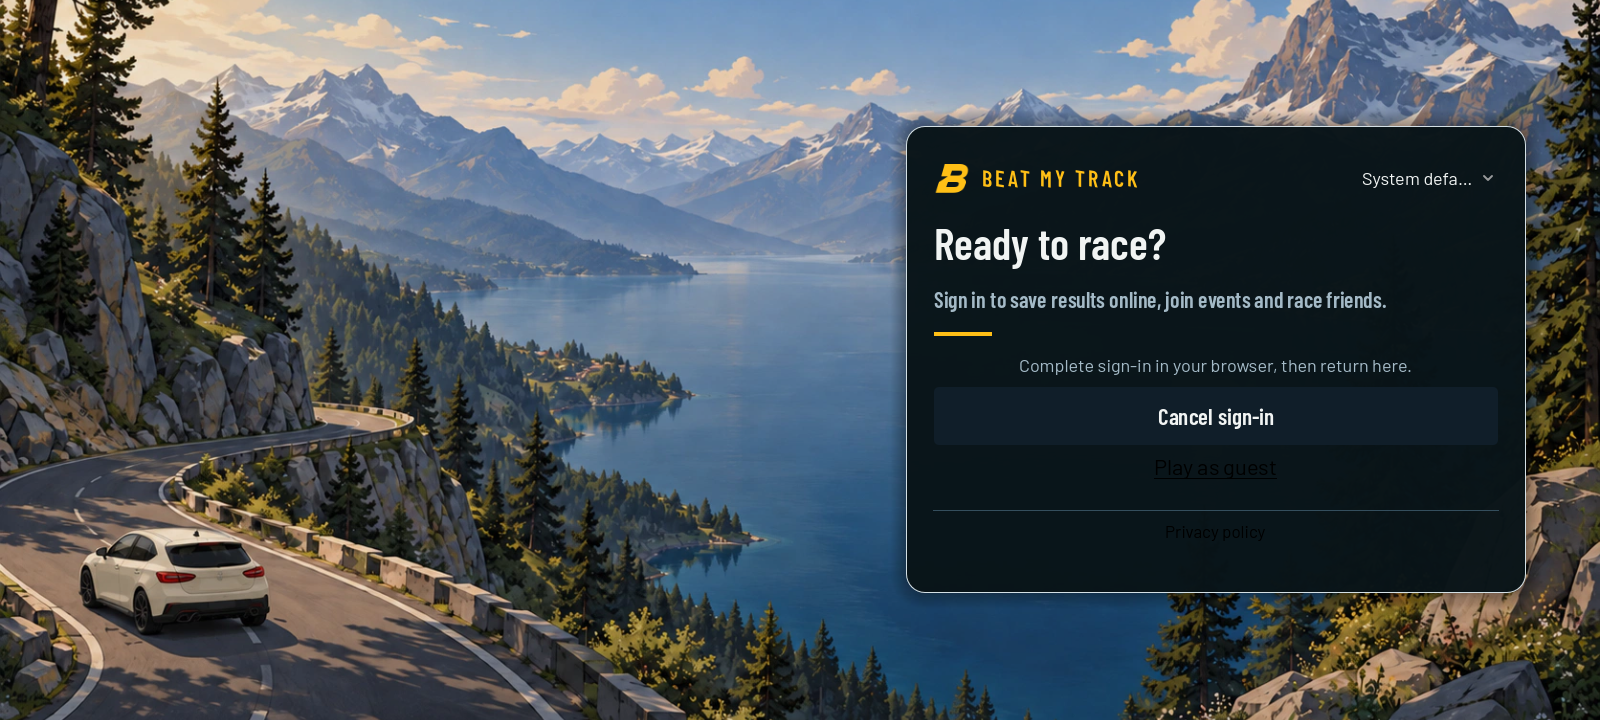 BEAT MY TRACK
System defa...
Ready to race?
Sign in to save results online, join events and race friends.
Complete sign-in in your browser, then return here.
Cancel sign-in
Play as guest
Privacy policy